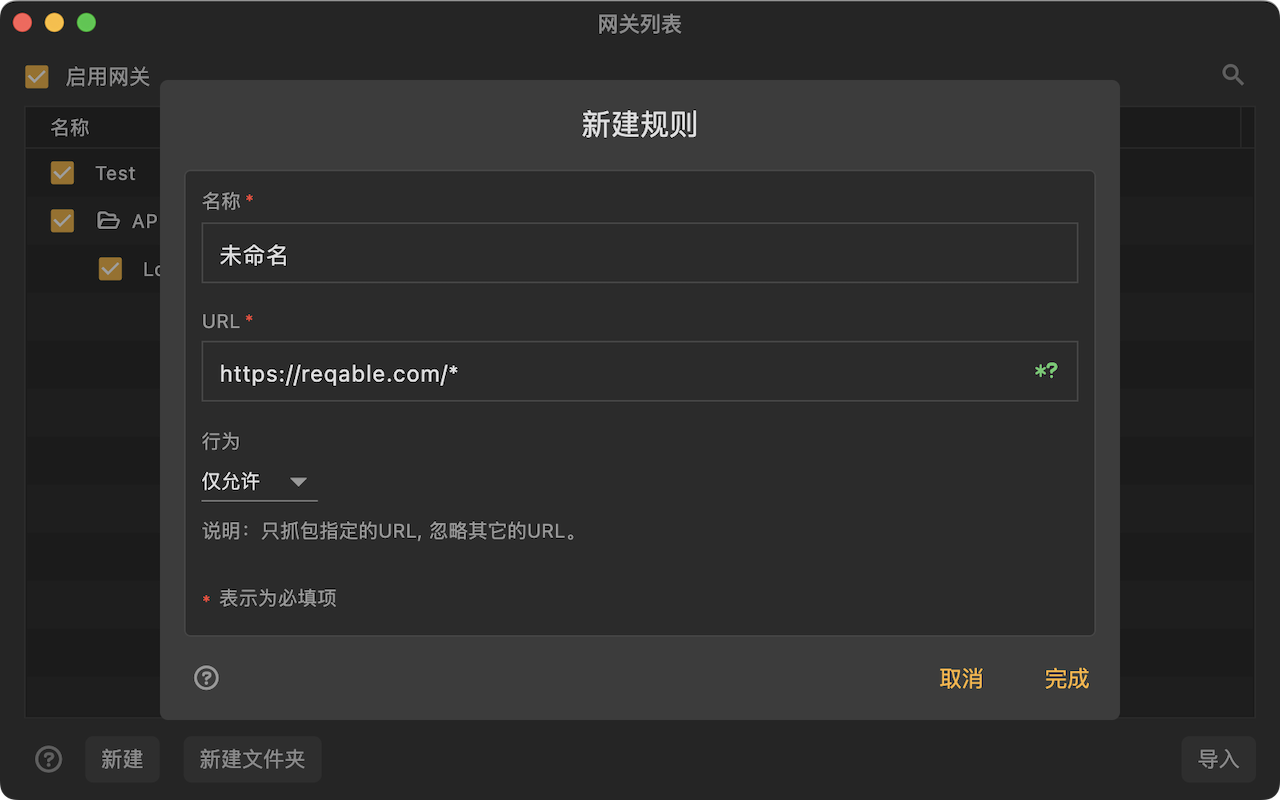 网关列表
启用网关
名称
Test
AP
Lo
新建规则
名称 *
未命名
URL *
https://reqable.com/*
*?
行为
仅允许
说明：只抓包指定的URL, 忽略其它的URL。
* 表示为必填项
取消
完成
新建
新建文件夹
导入